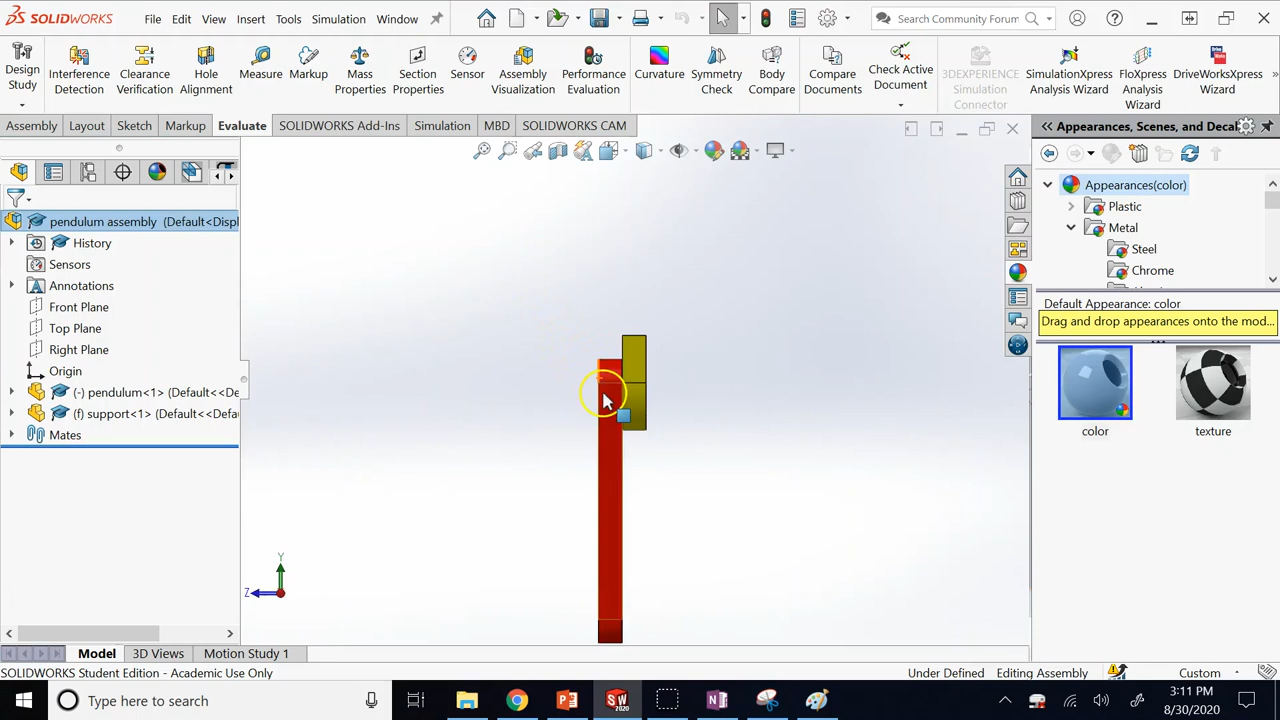 SOLIDWORKS File Edit View Insert Tools Simulation Window Search Community Forum
Design Study
Interference Detection
Clearance Verification
Hole Alignment
Measure
Markup
Mass Properties
Section Properties
Sensor
Assembly Visualization
Performance Evaluation
Curvature
Symmetry Check
Body Compare
Compare Documents
Check Active Document
3DEXPERIENCE Simulation Connector
SimulationXpress Analysis Wizard
FloXpress Analysis Wizard
DriveWorksXpress Wizard
Assembly Layout Sketch Markup Evaluate SOLIDWORKS Add-Ins Simulation MBD SOLIDWORKS CAM
Appearances, Scenes, and Decal
pendulum assembly (Default<Displ
History
Sensors
Annotations
Front Plane
Top Plane
Right Plane
Origin
(-) pendulum<1> (Default<<De
(f) support<1> (Default<<Defa
Mates
Y
Z
Appearances(color)
Plastic
Metal
Steel
Chrome
Default Appearance: color
Drag and drop appearances onto the mod...
color
texture
Model 3D Views Motion Study 1
SOLIDWORKS Student Edition - Academic Use Only Under Defined Editing Assembly Custom
Type here to search
SW 2020
3:11 PM
8/30/2020